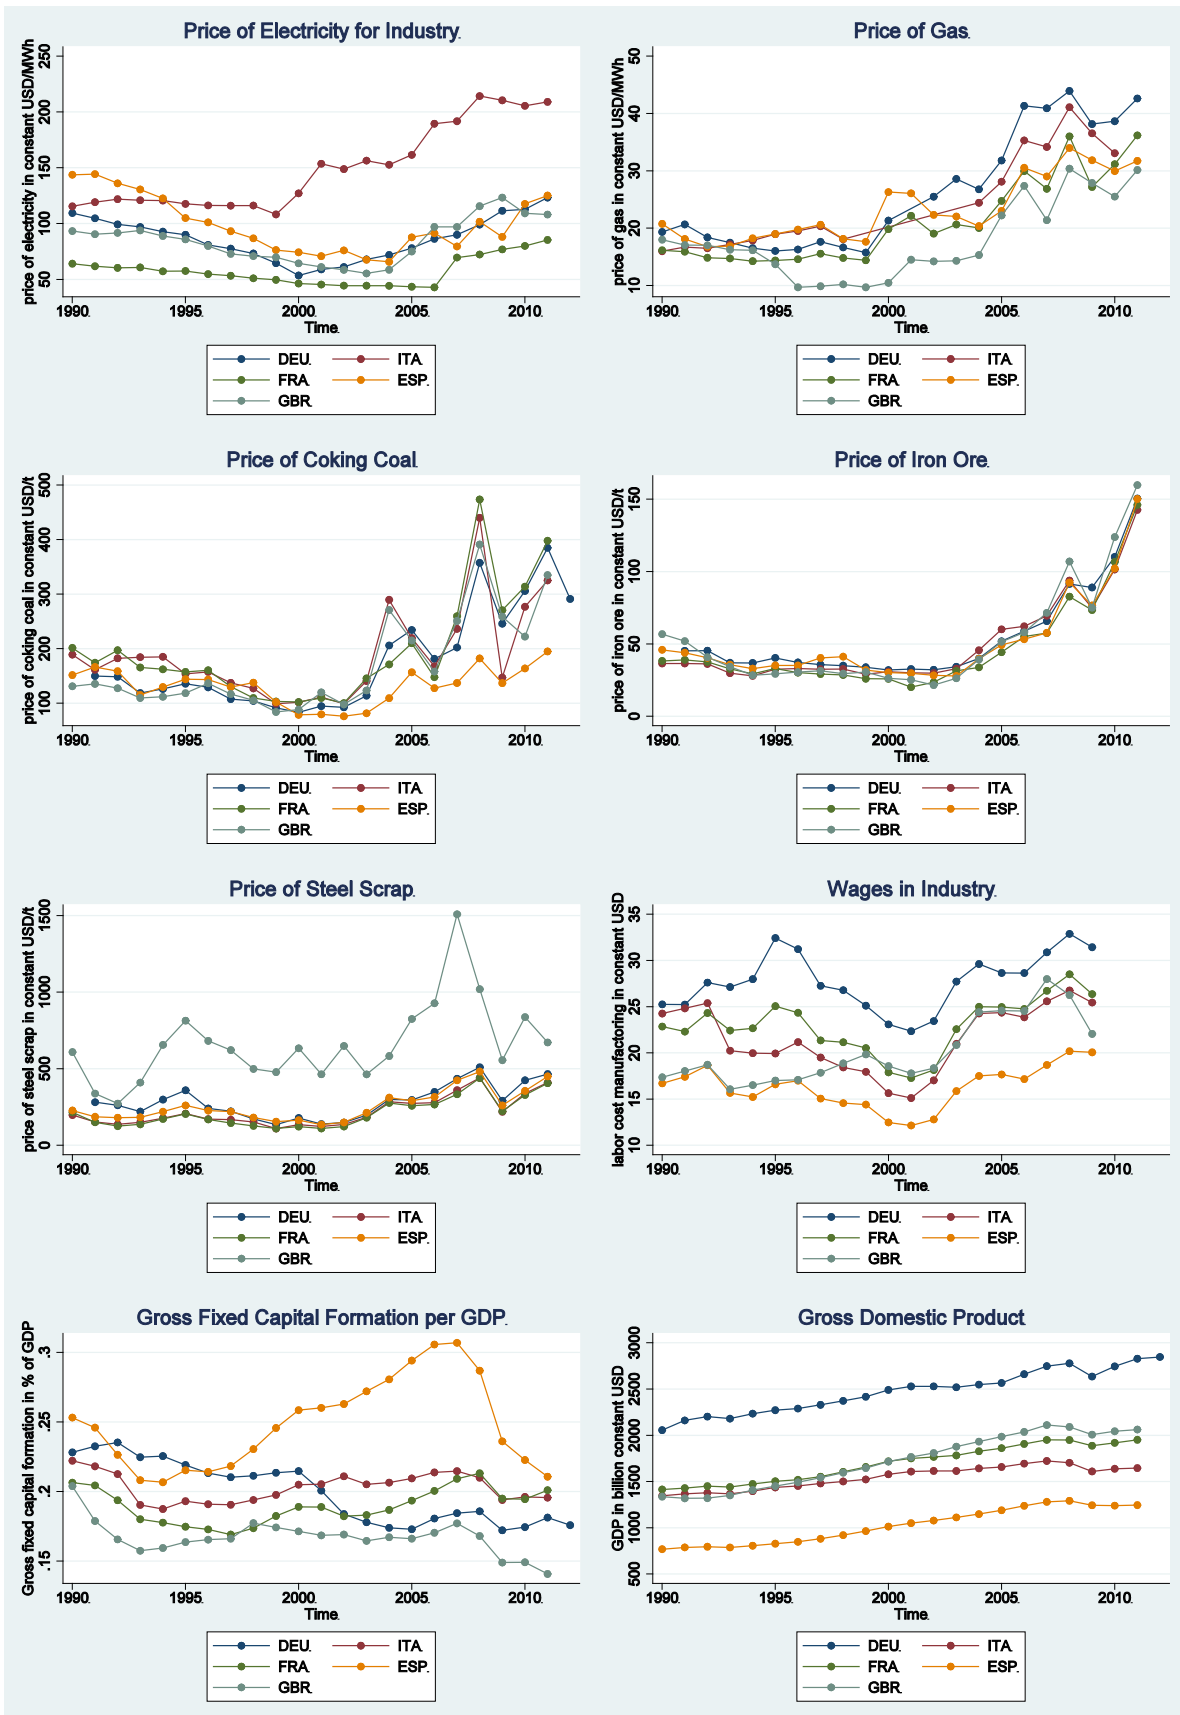 Price of Electricity for Industry.
price of electricity in constant USD/MWh
250
200
150
100
50
1990. 1995. 2000. 2005. 2010.
Time.
DEU. ITA.
FRA. ESP.
GBR.
Price of Gas.
price of gas in constant USD/MWh
50
40
30
20
10
1990. 1995. 2000. 2005. 2010.
Time.
DEU. ITA.
FRA. ESP.
GBR.
Price of Coking Coal.
price of coking coal in constant USD/t
500
400
300
200
100
1990. 1995. 2000. 2005. 2010.
Time.
DEU. ITA.
FRA. ESP.
GBR.
Price of Iron Ore.
price of iron ore in constant USD/t
150
100
50
0
1990. 1995. 2000. 2005. 2010.
Time.
DEU. ITA.
FRA. ESP.
GBR.
Price of Steel Scrap.
price of steel scrap in constant USD/t
1500
1000
500
0
1990. 1995. 2000. 2005. 2010.
Time.
DEU. ITA.
FRA. ESP.
GBR.
Wages in Industry.
labor cost manufactoring in constant USD
35
30
25
20
15
10
1990. 1995. 2000. 2005. 2010.
Time.
DEU. ITA.
FRA. ESP.
GBR.
Gross Fixed Capital Formation per GDP.
Gross fixed capital formation in % of GDP
.3
.25
.2
.15
1990. 1995. 2000. 2005. 2010.
Time.
DEU. ITA.
FRA. ESP.
GBR.
Gross Domestic Product
GDP in billion constant USD
3000
2500
2000
1500
1000
500
1990. 1995. 2000. 2005. 2010.
Time.
DEU. ITA.
FRA. ESP.
GBR.